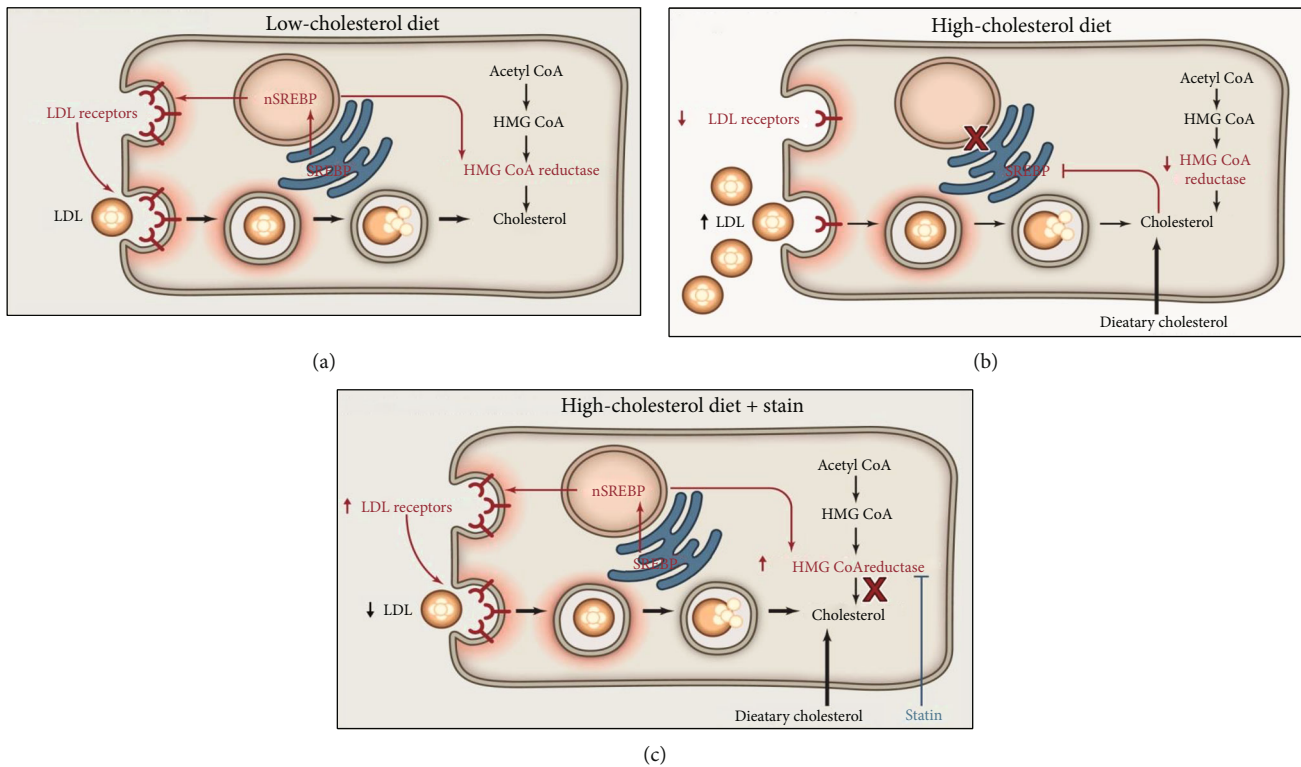 Low-cholesterol diet
LDL receptors
nSREBP
SREBP
LDL
Acetyl CoA
HMG CoA
HMG CoA reductase
Cholesterol
(a)
High-cholesterol diet
LDL receptors
SREBP
LDL
Acetyl CoA
HMG CoA
HMG CoA
reductase
Cholesterol
Dieatary cholesterol
(b)
High-cholesterol diet + stain
LDL receptors
nSREBP
SREBP
LDL
Acetyl CoA
HMG CoA
HMG CoA reductase
Cholesterol
Dieatary cholesterol
Statin
(c)